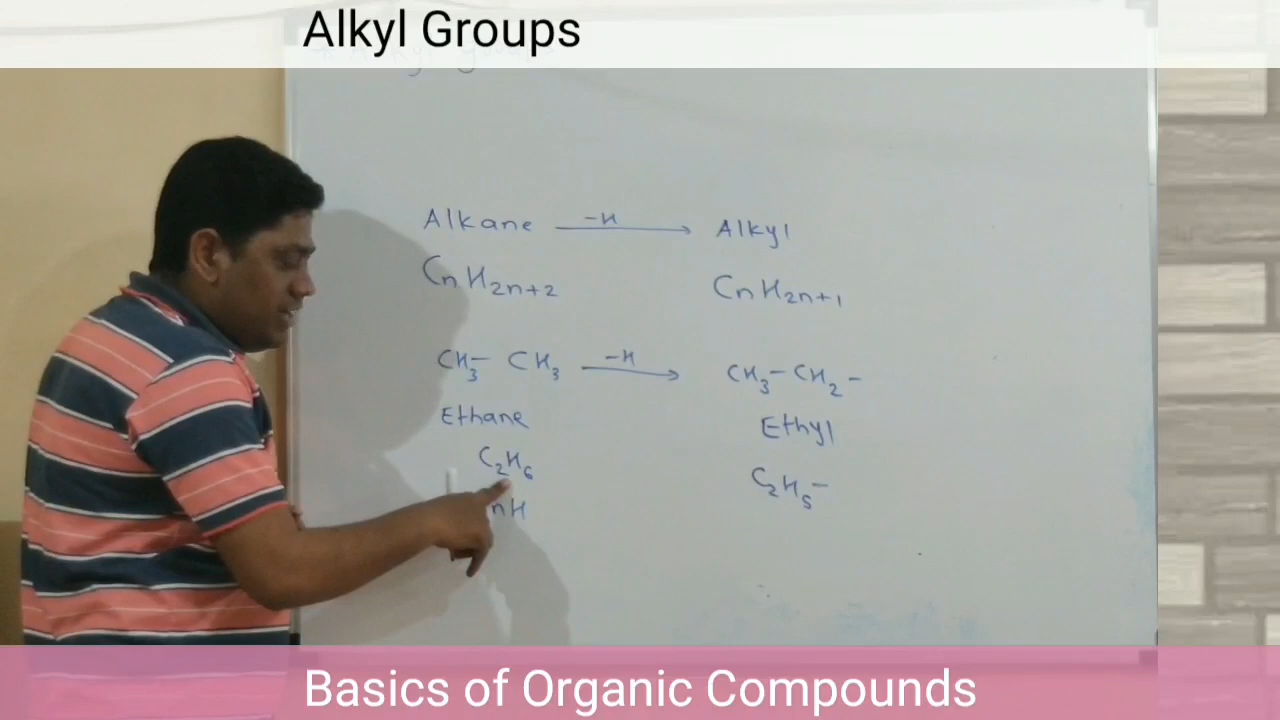 Alkyl Groups
Alkane -H→ Alkyl
CnH2n+2 CnH2n+1
CH3- CH3 -H→ CH3-CH2-
Ethane Ethyl
C2H6 C2H5-
nH
Basics of Organic Compounds